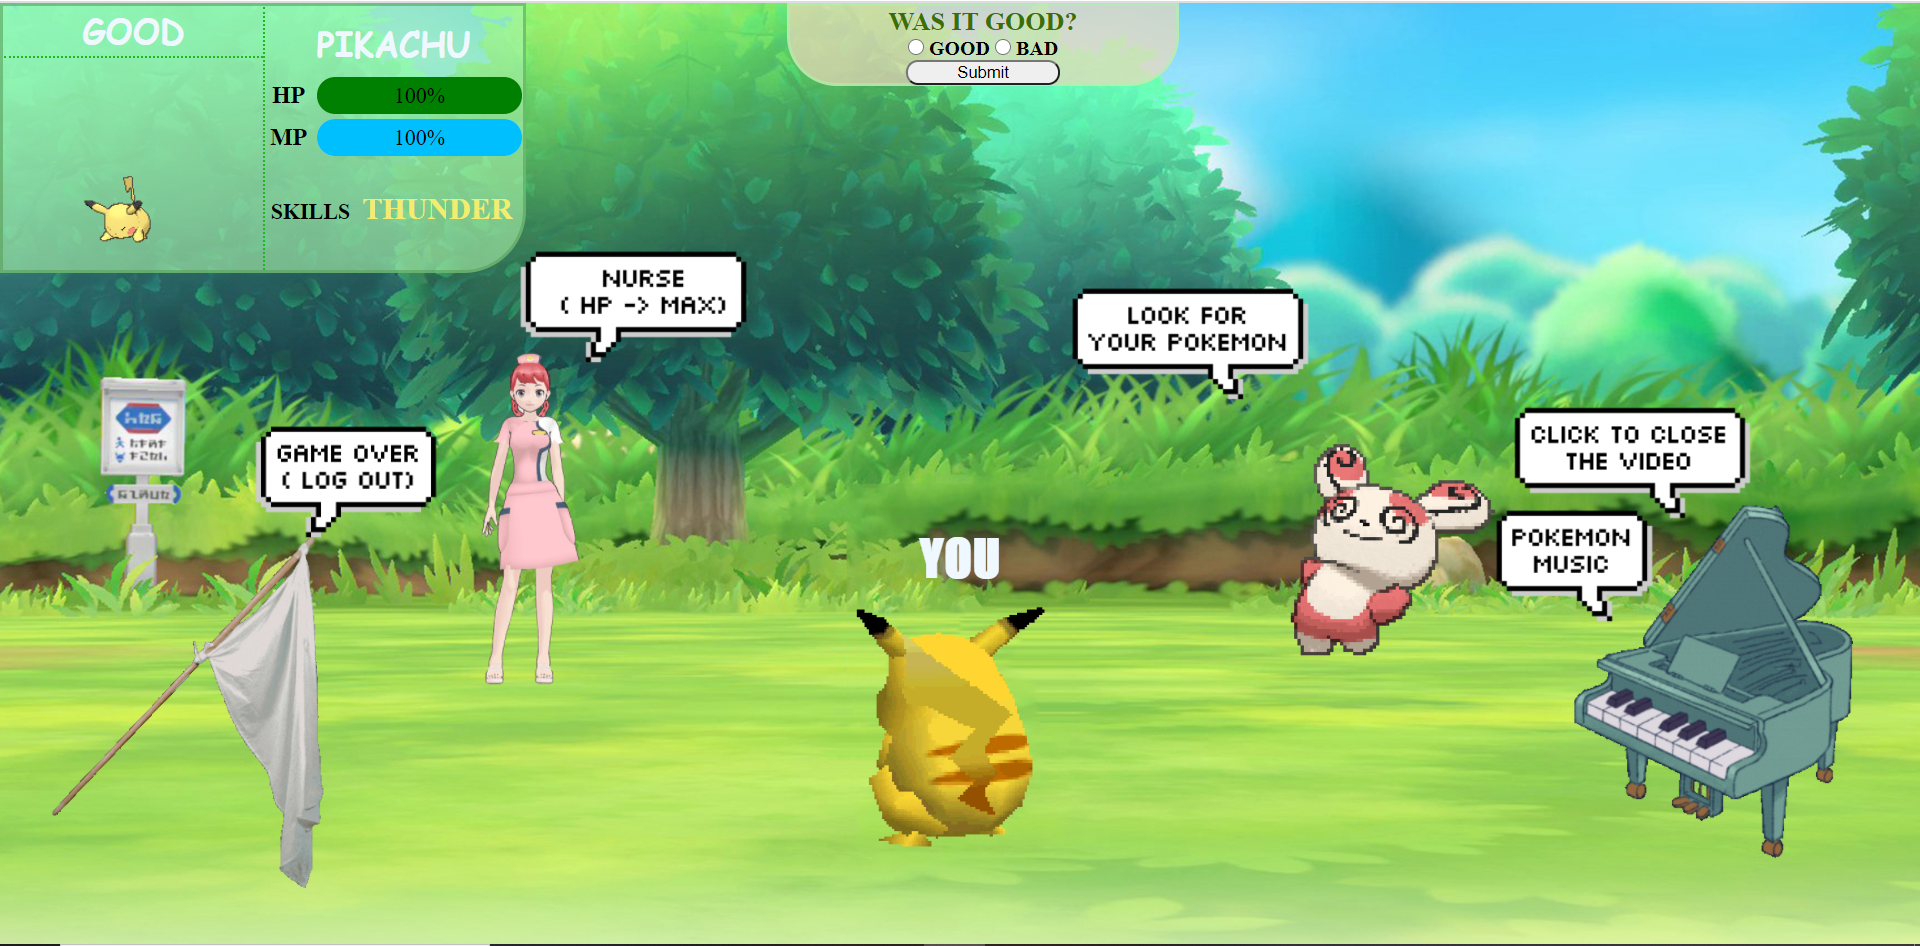 GOOD
PIKACHU
HP 100%
MP 100%
SKILLS THUNDER
WAS IT GOOD?
GOOD BAD
Submit
NURSE
( HP -> MAX)
LOOK FOR
YOUR POKEMON
GAME OVER
( LOG OUT)
CLICK TO CLOSE
THE VIDEO
POKEMON
MUSIC
YOU